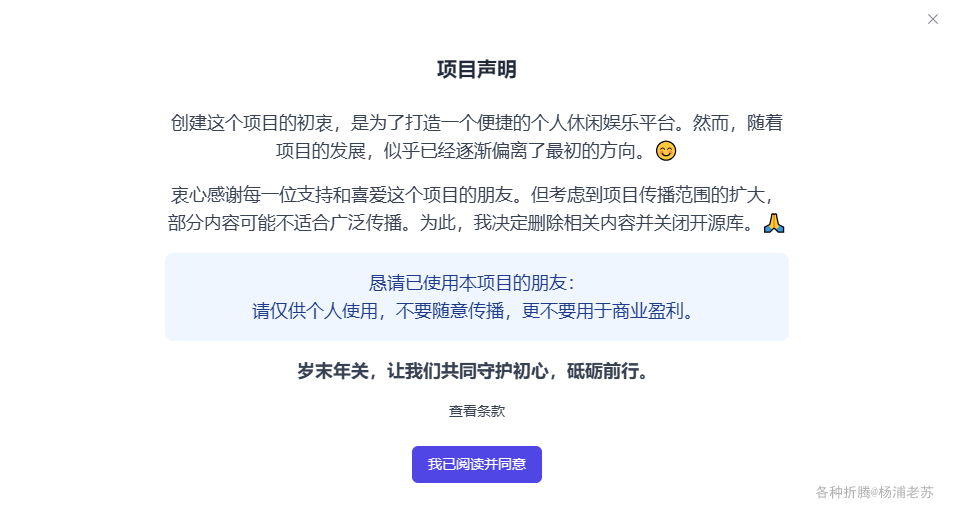 项目声明
创建这个项目的初衷，是为了打造一个便捷的个人休闲娱乐平台。然而，随着
项目的发展，似乎已经逐渐偏离了最初的方向。😊
衷心感谢每一位支持和喜爱这个项目的朋友。但考虑到项目传播范围的扩大，
部分内容可能不适合广泛传播。为此，我决定删除相关内容并关闭开源库。🙏
恳请已使用本项目的朋友：
请仅供个人使用，不要随意传播，更不要用于商业盈利。
岁末年关，让我们共同守护初心，砥砺前行。
查看条款
我已阅读并同意
各种折腾@杨浦老苏